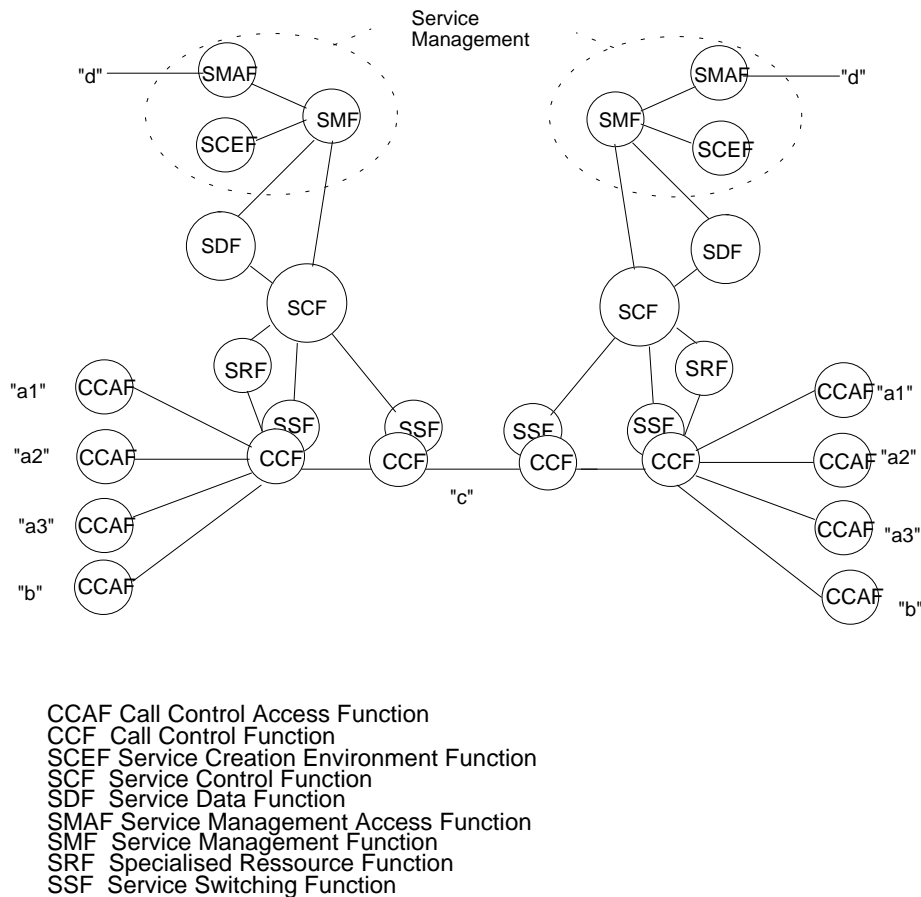 Service
Management
"d" SMAF SMAF "d"
SMF SMF
SCEF SCEF
SDF SDF
SCF SCF
SRF SRF
"a1" CCAF CCAF "a1"
SSF SSF SSF SSF
"a2" CCAF CCF CCF CCF CCF CCAF "a2"
"c"
"a3" CCAF CCAF "a3"
"b" CCAF CCAF "b"
CCAF Call Control Access Function
CCF Call Control Function
SCEF Service Creation Environment Function
SCF Service Control Function
SDF Service Data Function
SMAF Service Management Access Function
SMF Service Management Function
SRF Specialised Ressource Function
SSF Service Switching Function